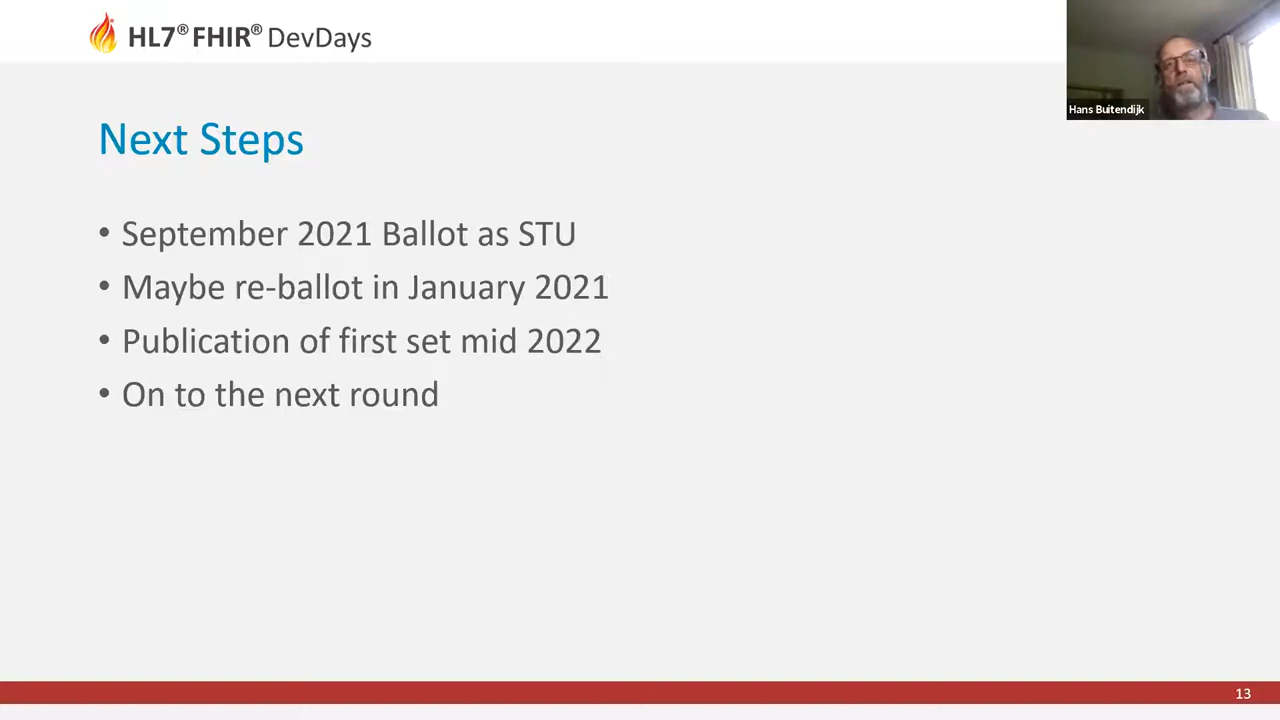 HL7® FHIR® DevDays
Hans Buitendijk
Next Steps
• September 2021 Ballot as STU
• Maybe re-ballot in January 2021
• Publication of first set mid 2022
• On to the next round
13